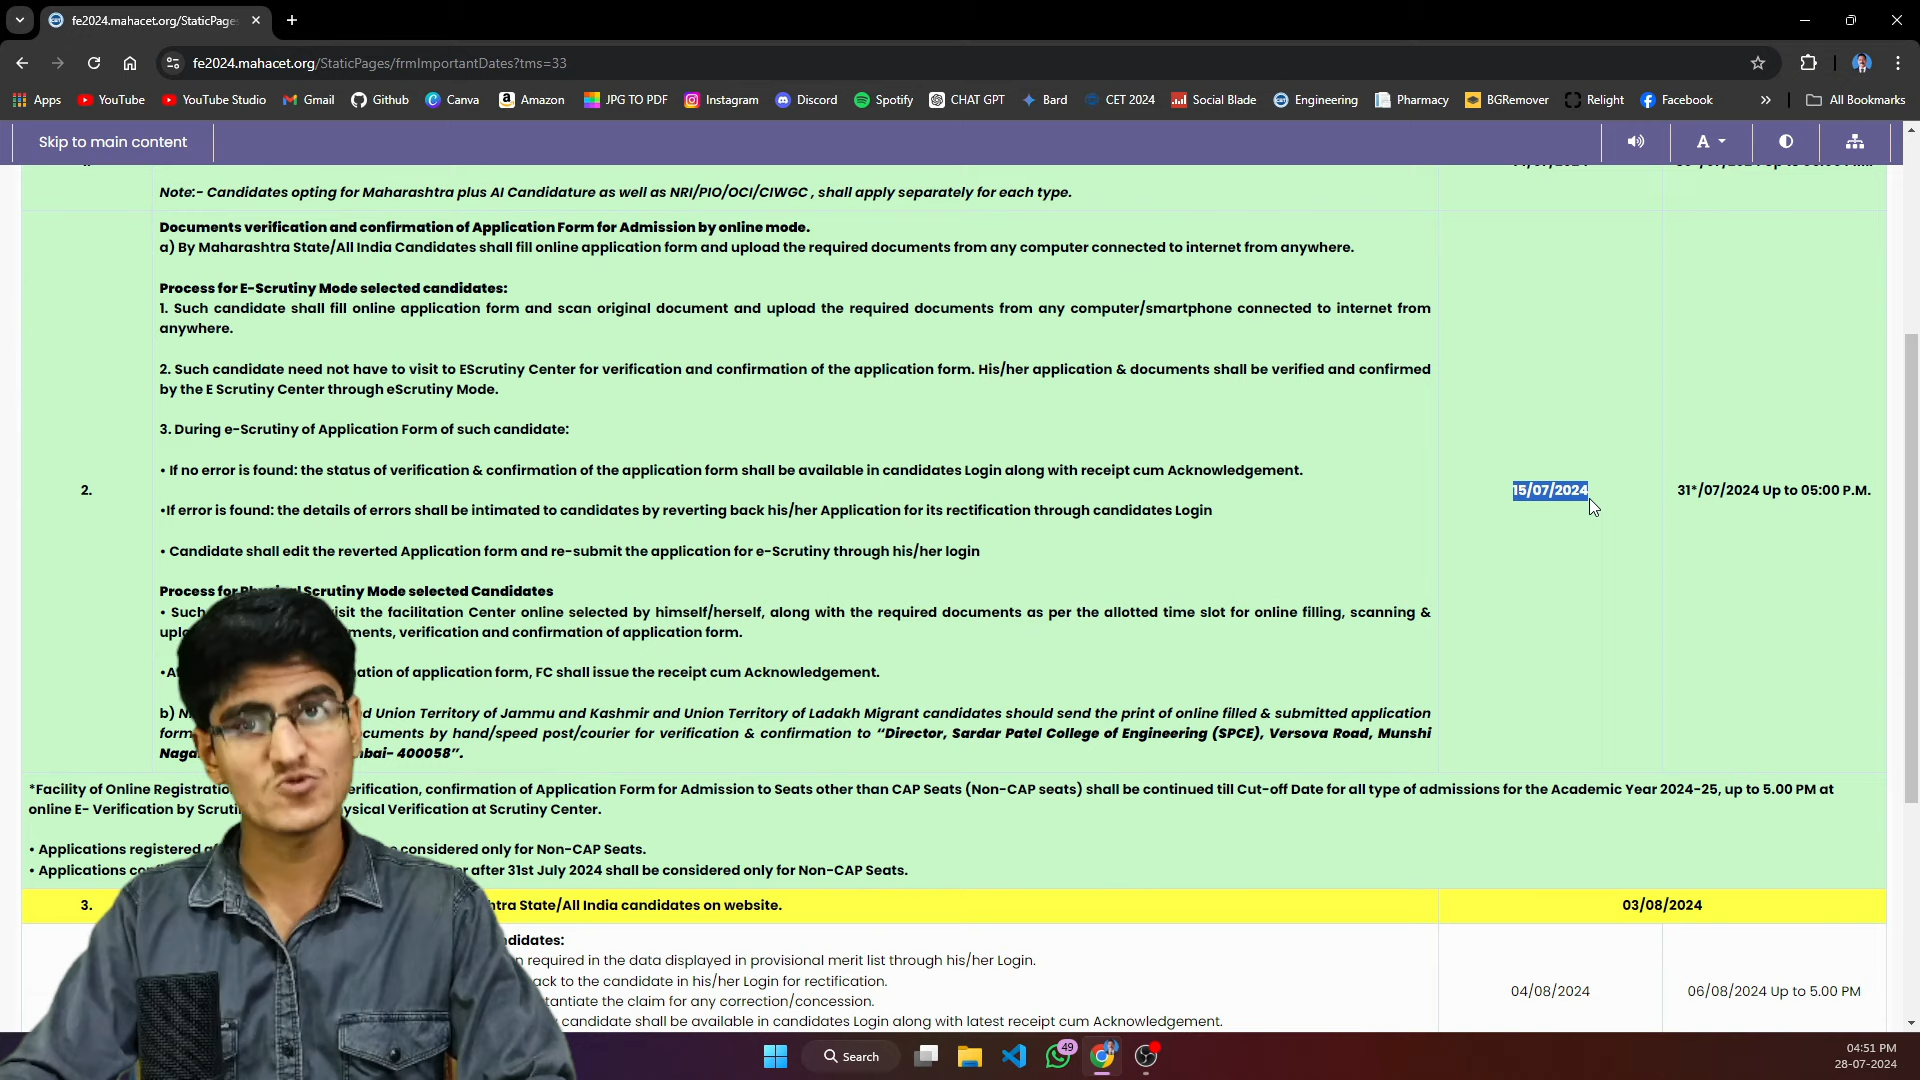 fe2024.mahacet.org/StaticPages
fe2024.mahacet.org/StaticPages/frmImportantDates?tms=33
Apps YouTube YouTube Studio Gmail Github Canva Amazon JPG TO PDF Instagram Discord Spotify CHAT GPT Bard CET 2024 Social Blade Engineering Pharmacy BGRemover Relight Facebook » All Bookmarks
Skip to main content A
Note:- Candidates opting for Maharashtra plus AI Candidature as well as NRI/PIO/OCI/CIWGC , shall apply separately for each type.
Documents verification and confirmation of Application Form for Admission by online mode.
a) By Maharashtra State/All India Candidates shall fill online application form and upload the required documents from any computer connected to internet from anywhere.
Process for E-Scrutiny Mode selected candidates:
1. Such candidate shall fill online application form and scan original document and upload the required documents from any computer/smartphone connected to internet from
anywhere.
2. Such candidate need not have to visit to EScrutiny Center for verification and confirmation of the application form. His/her application & documents shall be verified and confirmed
by the E Scrutiny Center through eScrutiny Mode.
3. During e-Scrutiny of Application Form of such candidate:
• If no error is found: the status of verification & confirmation of the application form shall be available in candidates Login along with receipt cum Acknowledgement.
2. 15/07/2024 31*/07/2024 Up to 05:00 P.M.
•If error is found: the details of errors shall be intimated to candidates by reverting back his/her Application for its rectification through candidates Login
• Candidate shall edit the reverted Application form and re-submit the application for e-Scrutiny through his/her login
Process for Physical Scrutiny Mode selected Candidates
• Such visit the facilitation Center online selected by himself/herself, along with the required documents as per the allotted time slot for online filling, scanning &
verification and confirmation of application form.
of application form, FC shall issue the receipt cum Acknowledgement.
b) Union Territory of Jammu and Kashmir and Union Territory of Ladakh Migrant candidates should send the print of online filled & submitted application
form by hand/speed post/courier for verification & confirmation to “Director, Sardar Patel College of Engineering (SPCE), Versova Road, Munshi
400058”.
*Facility of Online confirmation of Application Form for Admission to Seats other than CAP Seats (Non-CAP seats) shall be continued till Cut-off Date for all type of admissions for the Academic Year 2024-25, up to 5.00 PM at
online E- Verification by Verification at Scrutiny Center.
• Applications registered considered only for Non-CAP Seats.
• Applications after 31st July 2024 shall be considered only for Non-CAP Seats.
3. State/All India candidates on website. 03/08/2024
required in the data displayed in provisional merit list through his/her Login.
to the candidate in his/her Login for rectification.
04/08/2024 06/08/2024 Up to 5.00 PM
the claim for any correction/concession.
candidate shall be available in candidates Login along with latest receipt cum Acknowledgement.
Search 49 04:51 PM
28-07-2024